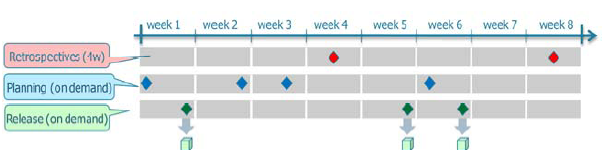 week 1 week 2 week 3 week 4 week 5 week 6 week 7 week 8
Retrospectives (4w)
Planning (on demand)
Release (on demand)